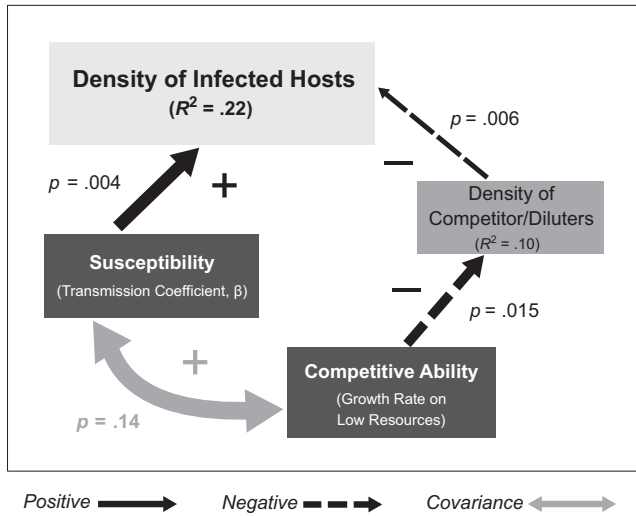 Density of Infected Hosts
(R² = .22)
p = .006
p = .004
+
–
Density of
Competitor/Diluters
(R² = .10)
Susceptibility
(Transmission Coefficient, β)
–
p = .015
+
Competitive Ability
(Growth Rate on
Low Resources)
p = .14
Positive Negative Covariance